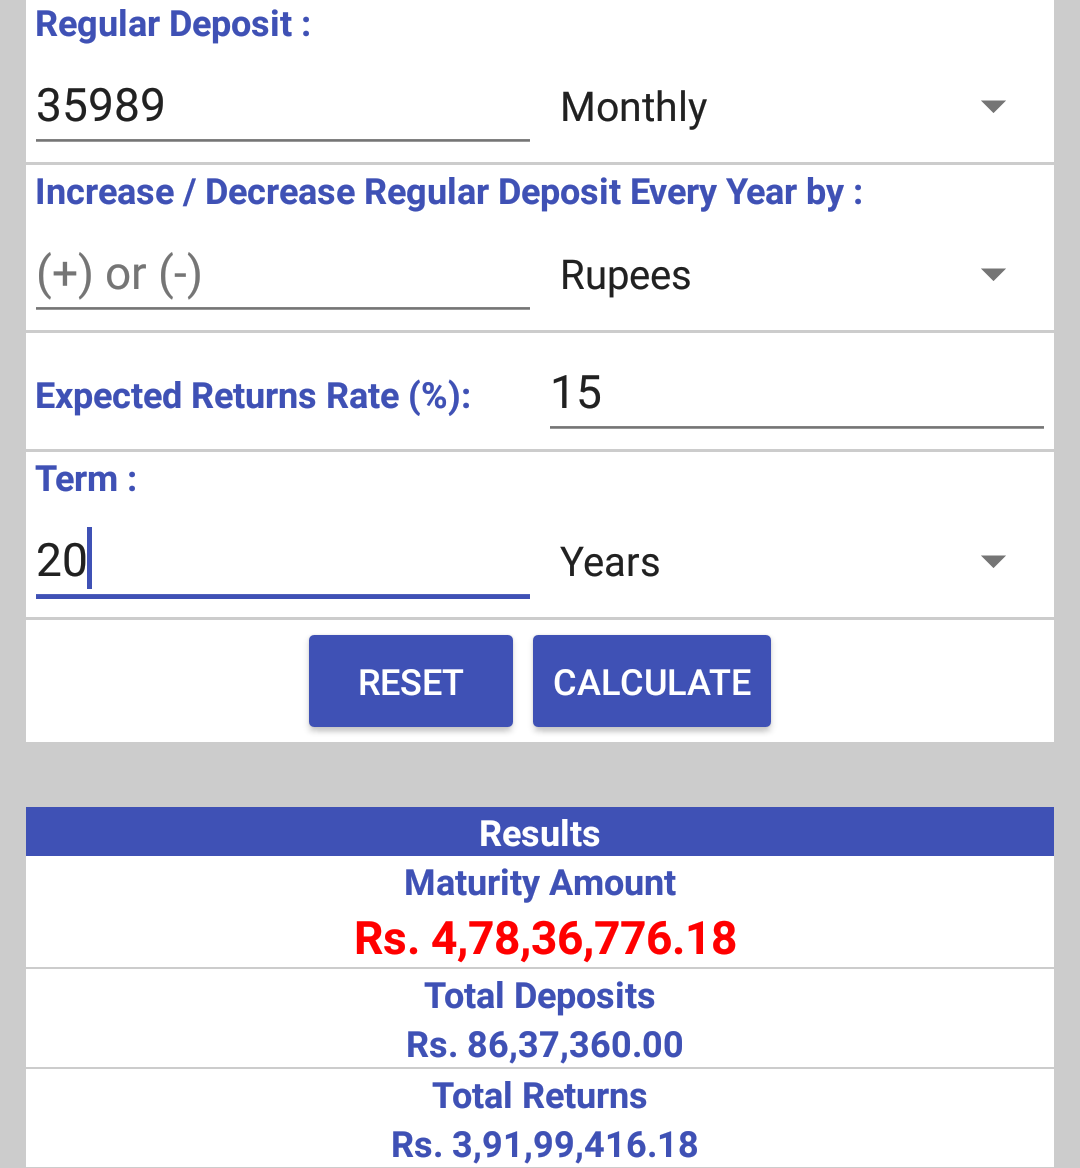 Regular Deposit :
35989 Monthly
Increase / Decrease Regular Deposit Every Year by :
(+) or (-) Rupees
Expected Returns Rate (%): 15
Term :
20 Years
RESET CALCULATE
Results
Maturity Amount
Rs. 4,78,36,776.18
Total Deposits
Rs. 86,37,360.00
Total Returns
Rs. 3,91,99,416.18